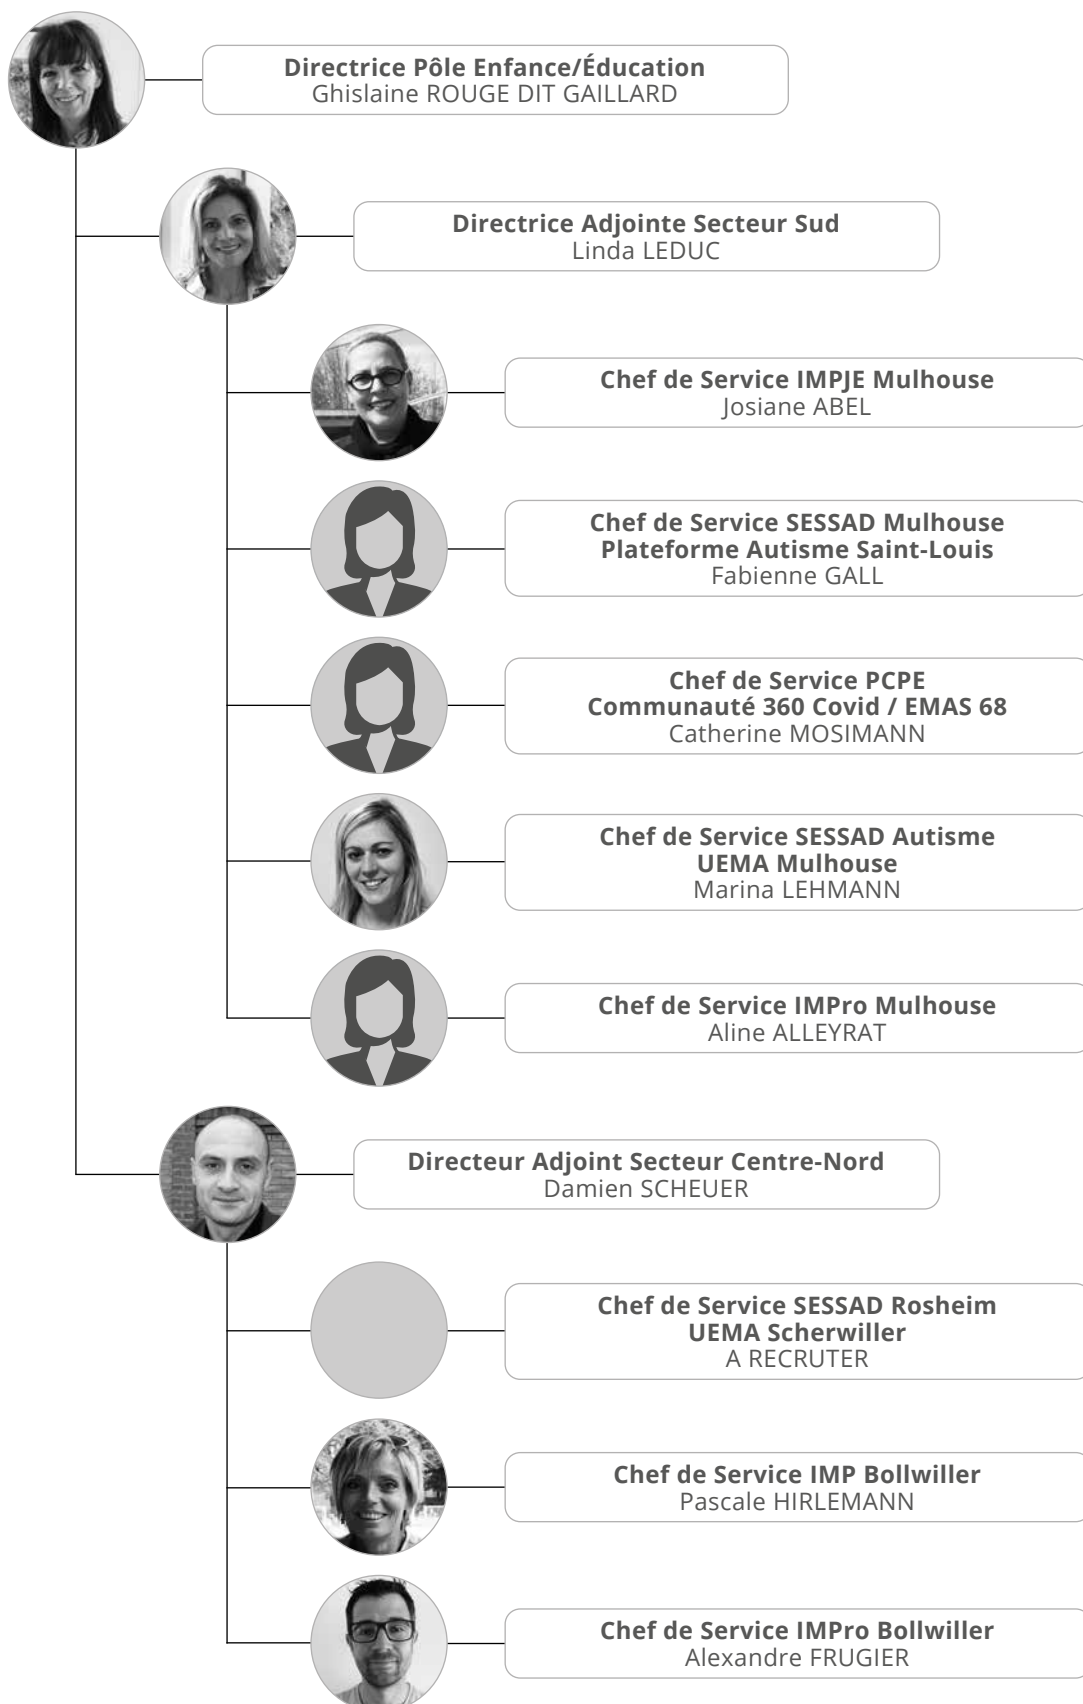 Directrice Pôle Enfance/Éducation
Ghislaine ROUGE DIT GAILLARD
Directrice Adjointe Secteur Sud
Linda LEDUC
Chef de Service IMPJE Mulhouse
Josiane ABEL
Chef de Service SESSAD Mulhouse
Plateforme Autisme Saint-Louis
Fabienne GALL
Chef de Service PCPE
Communauté 360 Covid / EMAS 68
Catherine MOSIMANN
Chef de Service SESSAD Autisme
UEMA Mulhouse
Marina LEHMANN
Chef de Service IMPro Mulhouse
Aline ALLEYRAT
Directeur Adjoint Secteur Centre-Nord
Damien SCHEUER
Chef de Service SESSAD Rosheim
UEMA Scherwiller
A RECRUTER
Chef de Service IMP Bollwiller
Pascale HIRLEMANN
Chef de Service IMPro Bollwiller
Alexandre FRUGIER